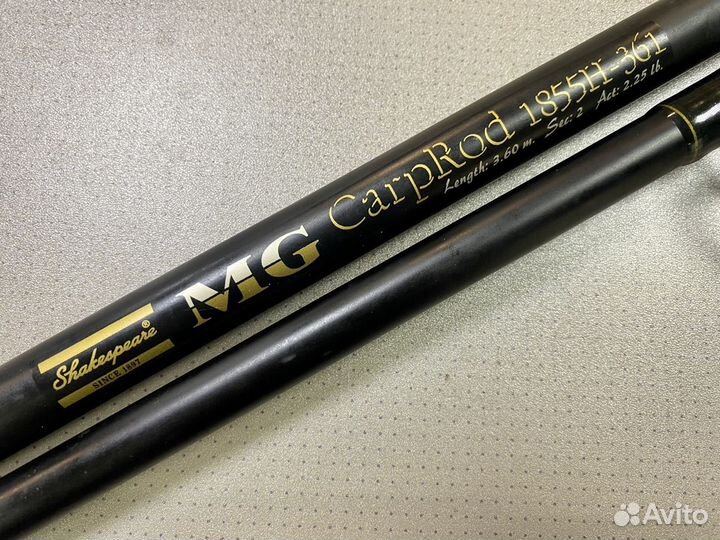 Shakespeare®
SINCE 1897
MG CarpRod 1855H-361
Length: 3.60 m. Sec: 2 Act: 2.25 lb.
Avito